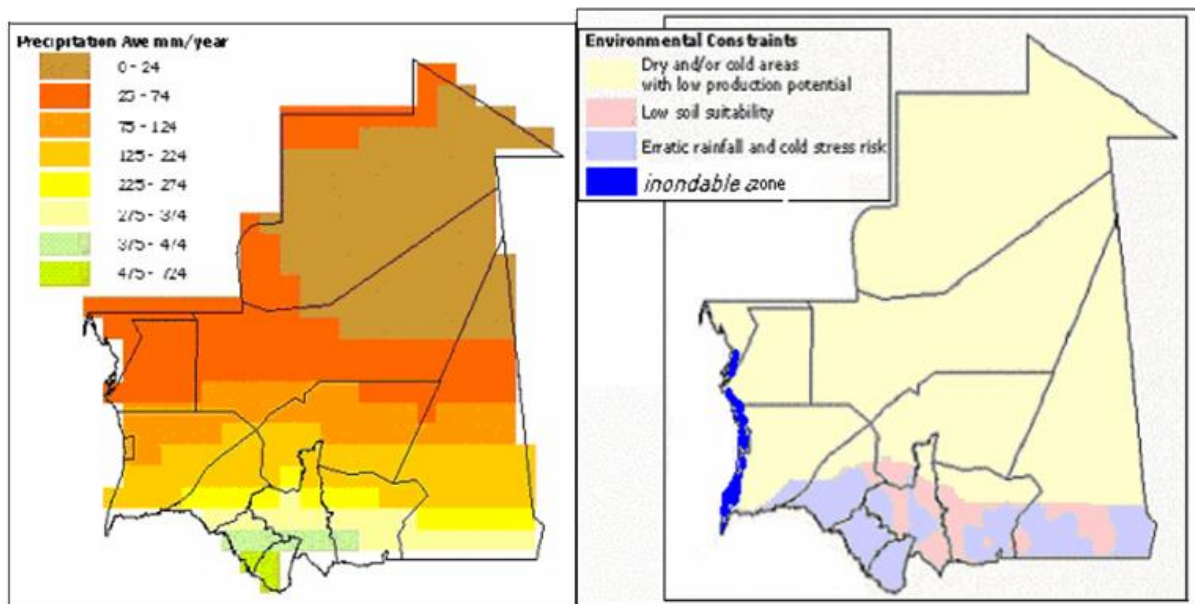 Precipitation Ave mm/year
0 - 24
25 - 74
75 - 124
125 - 224
225 - 274
275 - 374
375 - 474
475 - 724
Environmental Constraints
Dry and/or cold areas
with low production potential
Low soil suitability
Erratic rainfall and cold stress risk
inondable zone